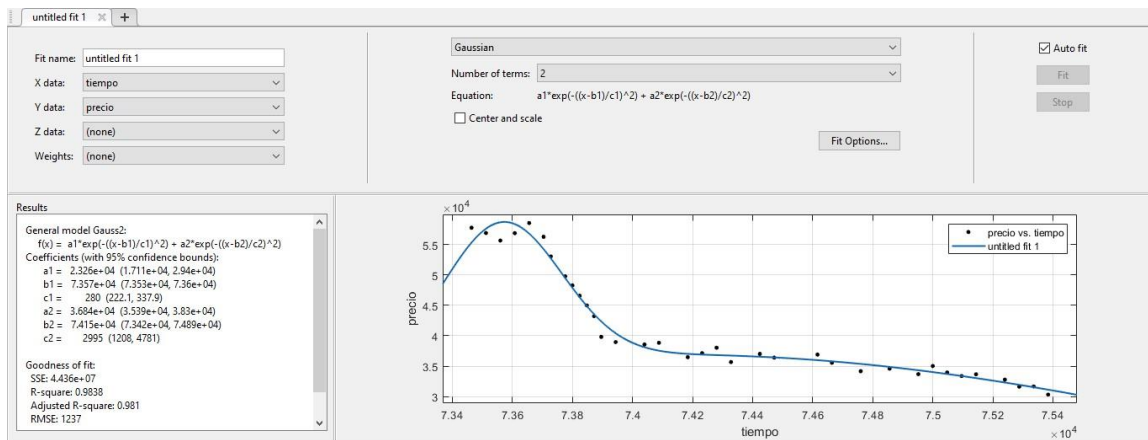 untitled fit 1
Fit name: untitled fit 1
X data: tiempo
Y data: precio
Z data: (none)
Weights: (none)
Gaussian
Number of terms: 2
Equation: a1*exp(-((x-b1)/c1)^2) + a2*exp(-((x-b2)/c2)^2)
Center and scale
Fit Options...
Auto fit
Fit
Stop
Results
General model Gauss2:
f(x) = a1*exp(-((x-b1)/c1)^2) + a2*exp(-((x-b2)/c2)^2)
Coefficients (with 95% confidence bounds):
a1 = 2.326e+04 (1.711e+04, 2.94e+04)
b1 = 7.357e+04 (7.353e+04, 7.36e+04)
c1 = 280 (222.1, 337.9)
a2 = 3.684e+04 (3.539e+04, 3.83e+04)
b2 = 7.415e+04 (7.342e+04, 7.489e+04)
c2 = 2995 (1208, 4781)
Goodness of fit:
SSE: 4.436e+07
R-square: 0.9838
Adjusted R-square: 0.981
RMSE: 1237
×10^4
5.5
5
4.5
4
3.5
3
precio
precio vs. tiempo
untitled fit 1
7.34 7.36 7.38 7.4 7.42 7.44 7.46 7.48 7.5 7.52 7.54
tiempo
×10^4